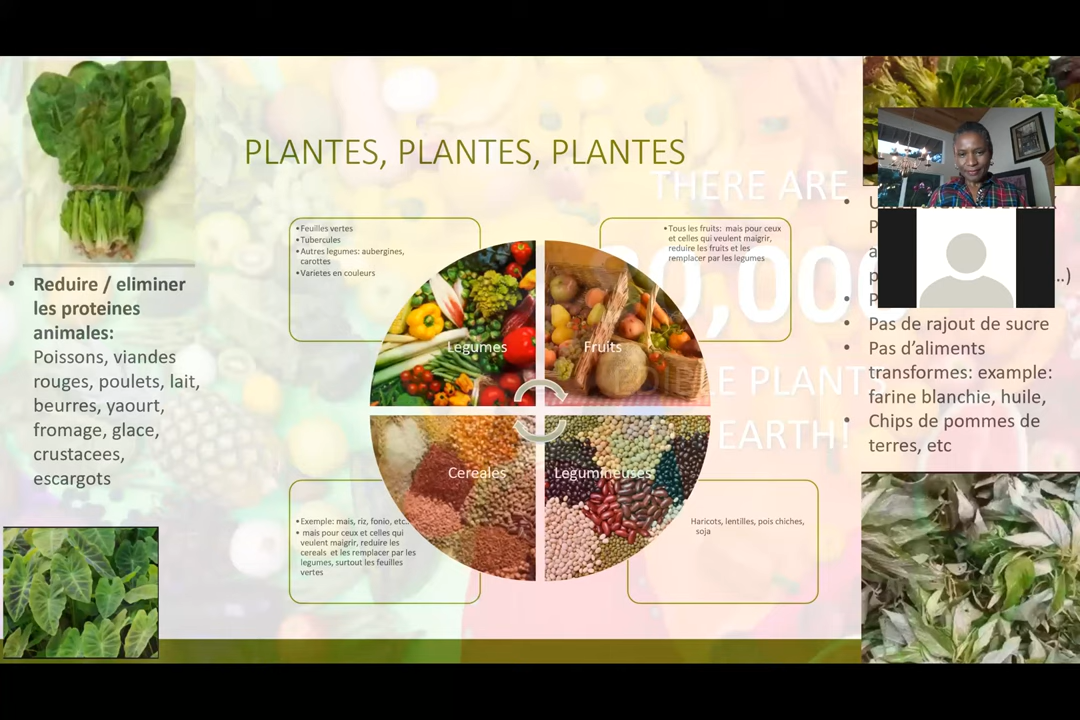 PLANTES, PLANTES, PLANTES
THERE ARE
EDIBLE PLANTS
EARTH!
• Reduire / eliminer
les proteines
animales:
Poissons, viandes
rouges, poulets, lait,
beurres, yaourt,
fromage, glace,
crustacees,
escargots
•Feuilles vertes
•Tubercules
•Autres legumes: aubergines,
carottes
•Varietes en couleurs
•Tous les fruits: mais pour ceux
et celles qui veulent maigrir,
reduire les fruits et les
remplacer par les legumes
Legumes
Fruits
Cereales
Legumineuses
•Exemple: mais, riz, fonio, etc..
• mais pour ceux et celles qui
veulent maigrir, reduire les
cereals et les remplacer par les
legumes, surtout les feuilles
vertes
Haricots, lentilles, pois chiches,
soja
...)
• Pas de rajout de sucre
• Pas d’aliments
transformes: example:
farine blanchie, huile,
• Chips de pommes de
terres, etc